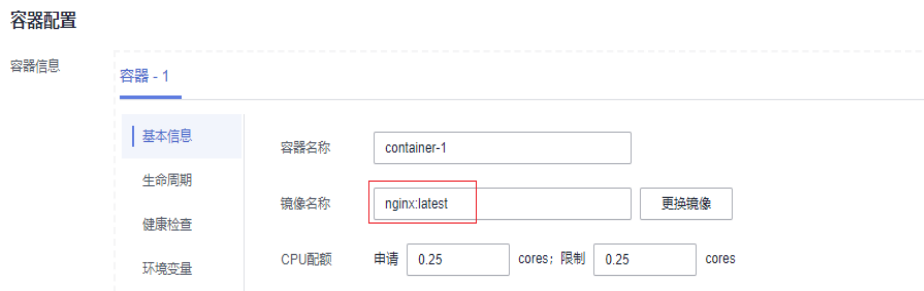 容器配置
容器信息
容器 - 1
基本信息
容器名称 container-1
生命周期
镜像名称 nginx:latest 更换镜像
健康检查
CPU配额 申请 0.25 cores; 限制 0.25 cores
环境变量